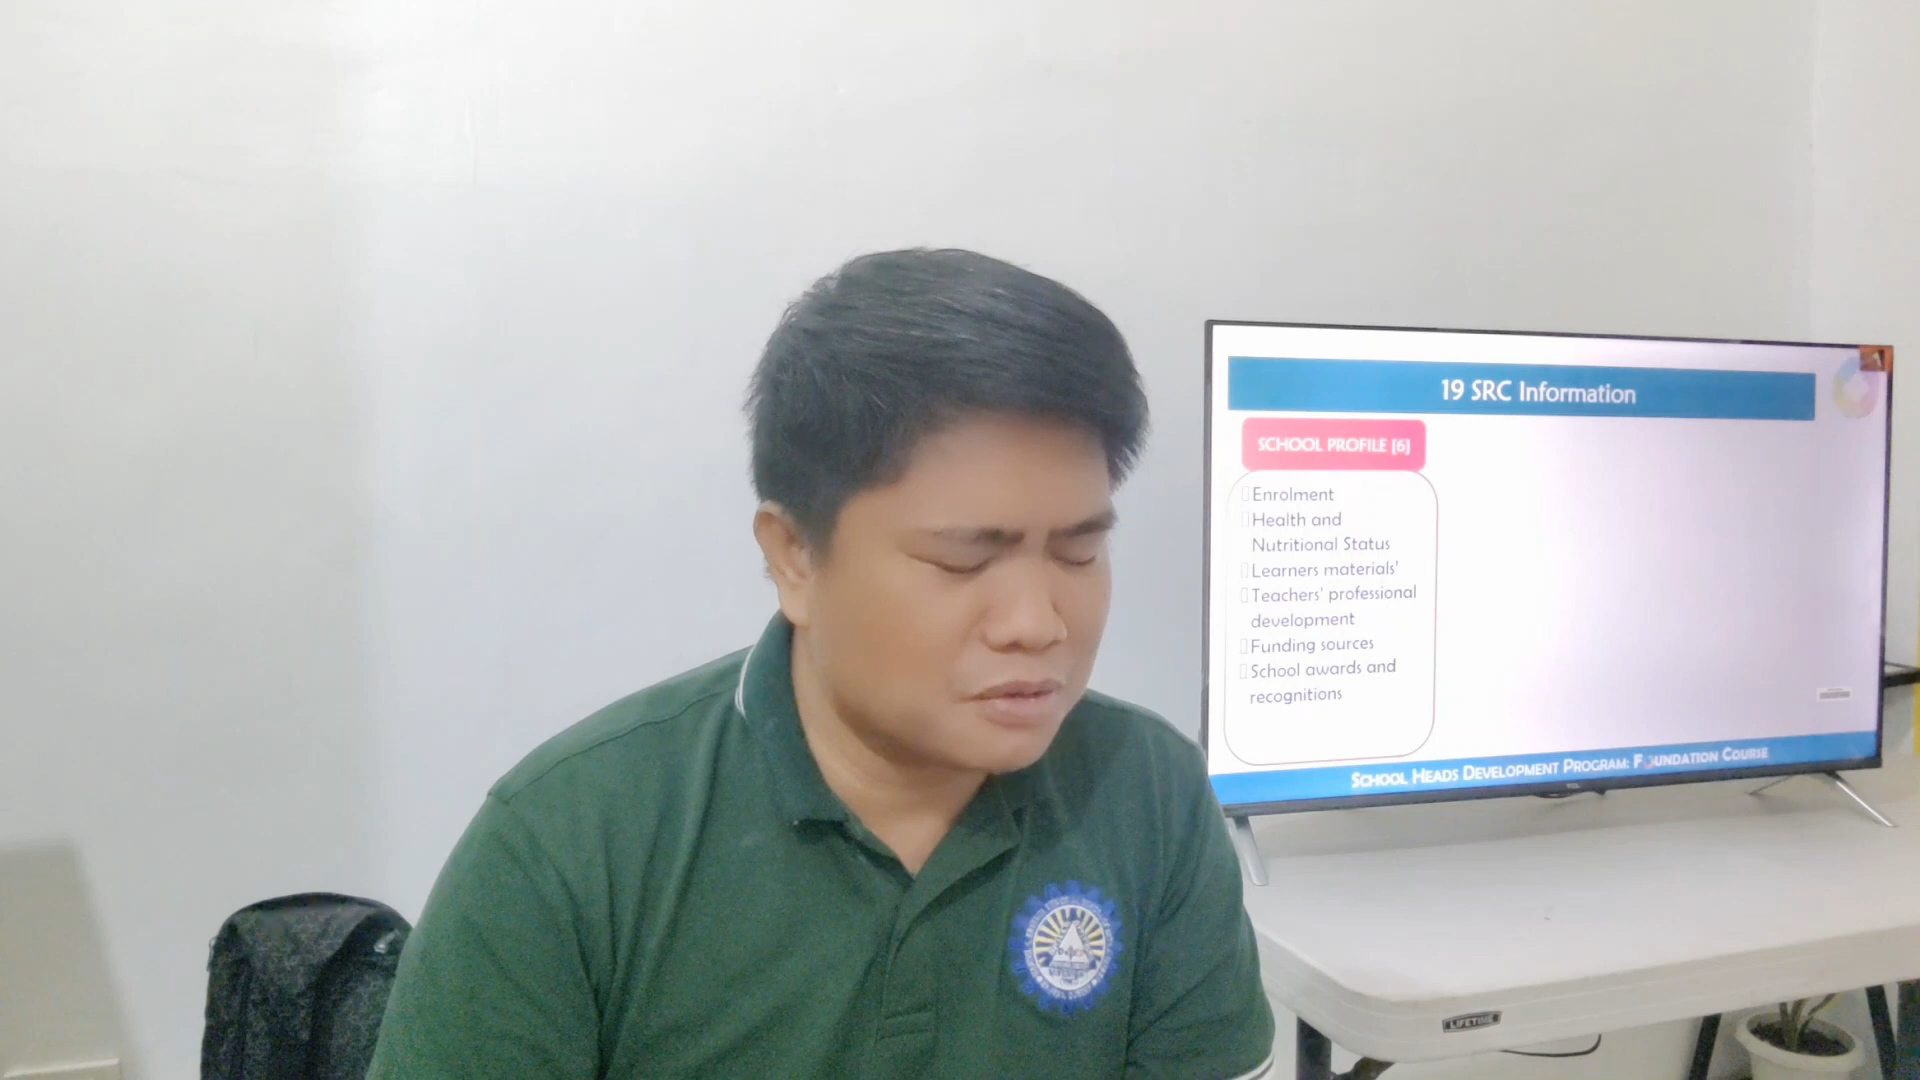 19 SRC Information
SCHOOL PROFILE [6]
Enrolment
Health and
Nutritional Status
Learners materials'
Teachers' professional
development
Funding sources
School awards and
recognitions
SCHOOL HEADS DEVELOPMENT PROGRAM: FOUNDATION COURSE
TCL
LIFETIME